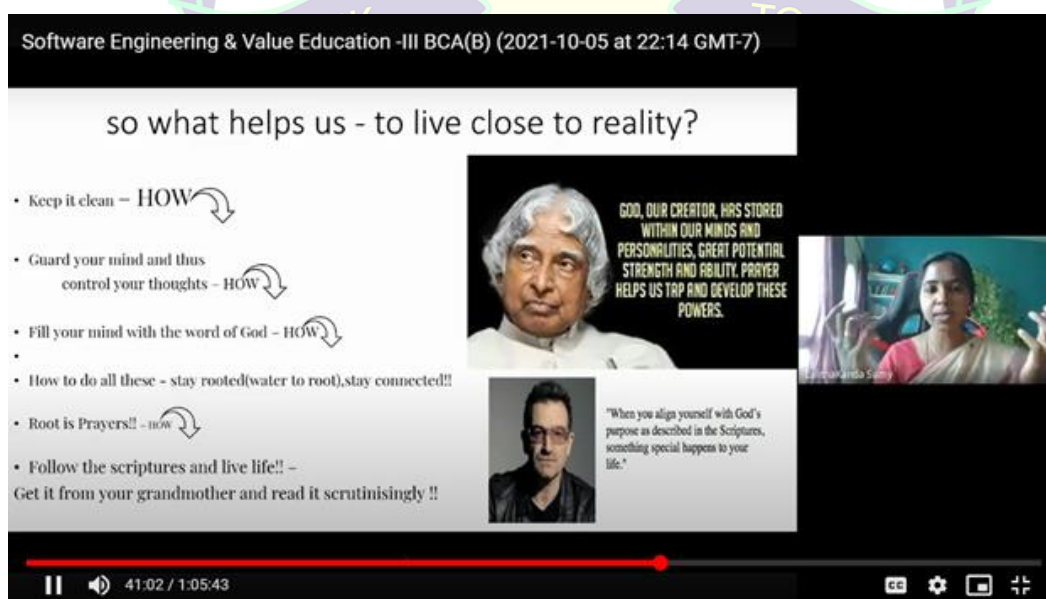 TO
Software Engineering & Value Education -III BCA(B) (2021-10-05 at 22:14 GMT-7)
so what helps us - to live close to reality?
• Keep it clean – HOW
• Guard your mind and thus
control your thoughts – HOW
• Fill your mind with the word of God – HOW
•
• How to do all these - stay rooted(water to root),stay connected!!
• Root is Prayers!! – HOW
• Follow the scriptures and live life!! –
Get it from your grandmother and read it scrutinisingly !!
GOD, OUR CREATOR, HAS STORED
WITHIN OUR MINDS AND
PERSONALITIES, GREAT POTENTIAL
STRENGTH AND ABILITY. PRAYER
HELPS US TAP AND DEVELOP THESE
POWERS.
"When you align yourself with God's
purpose as described in the Scriptures,
something special happens to your
life."
41:02 / 1:05:43
CC